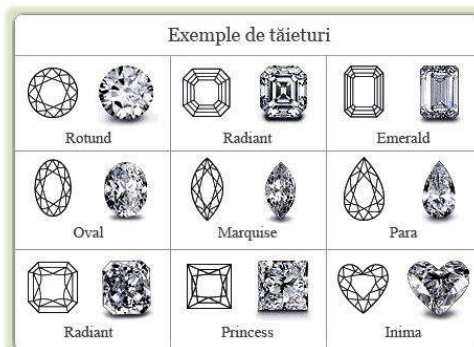 Exemple de tăieturi
Rotund Radiant Emerald
Oval Marquise Para
Radiant Princess Inima